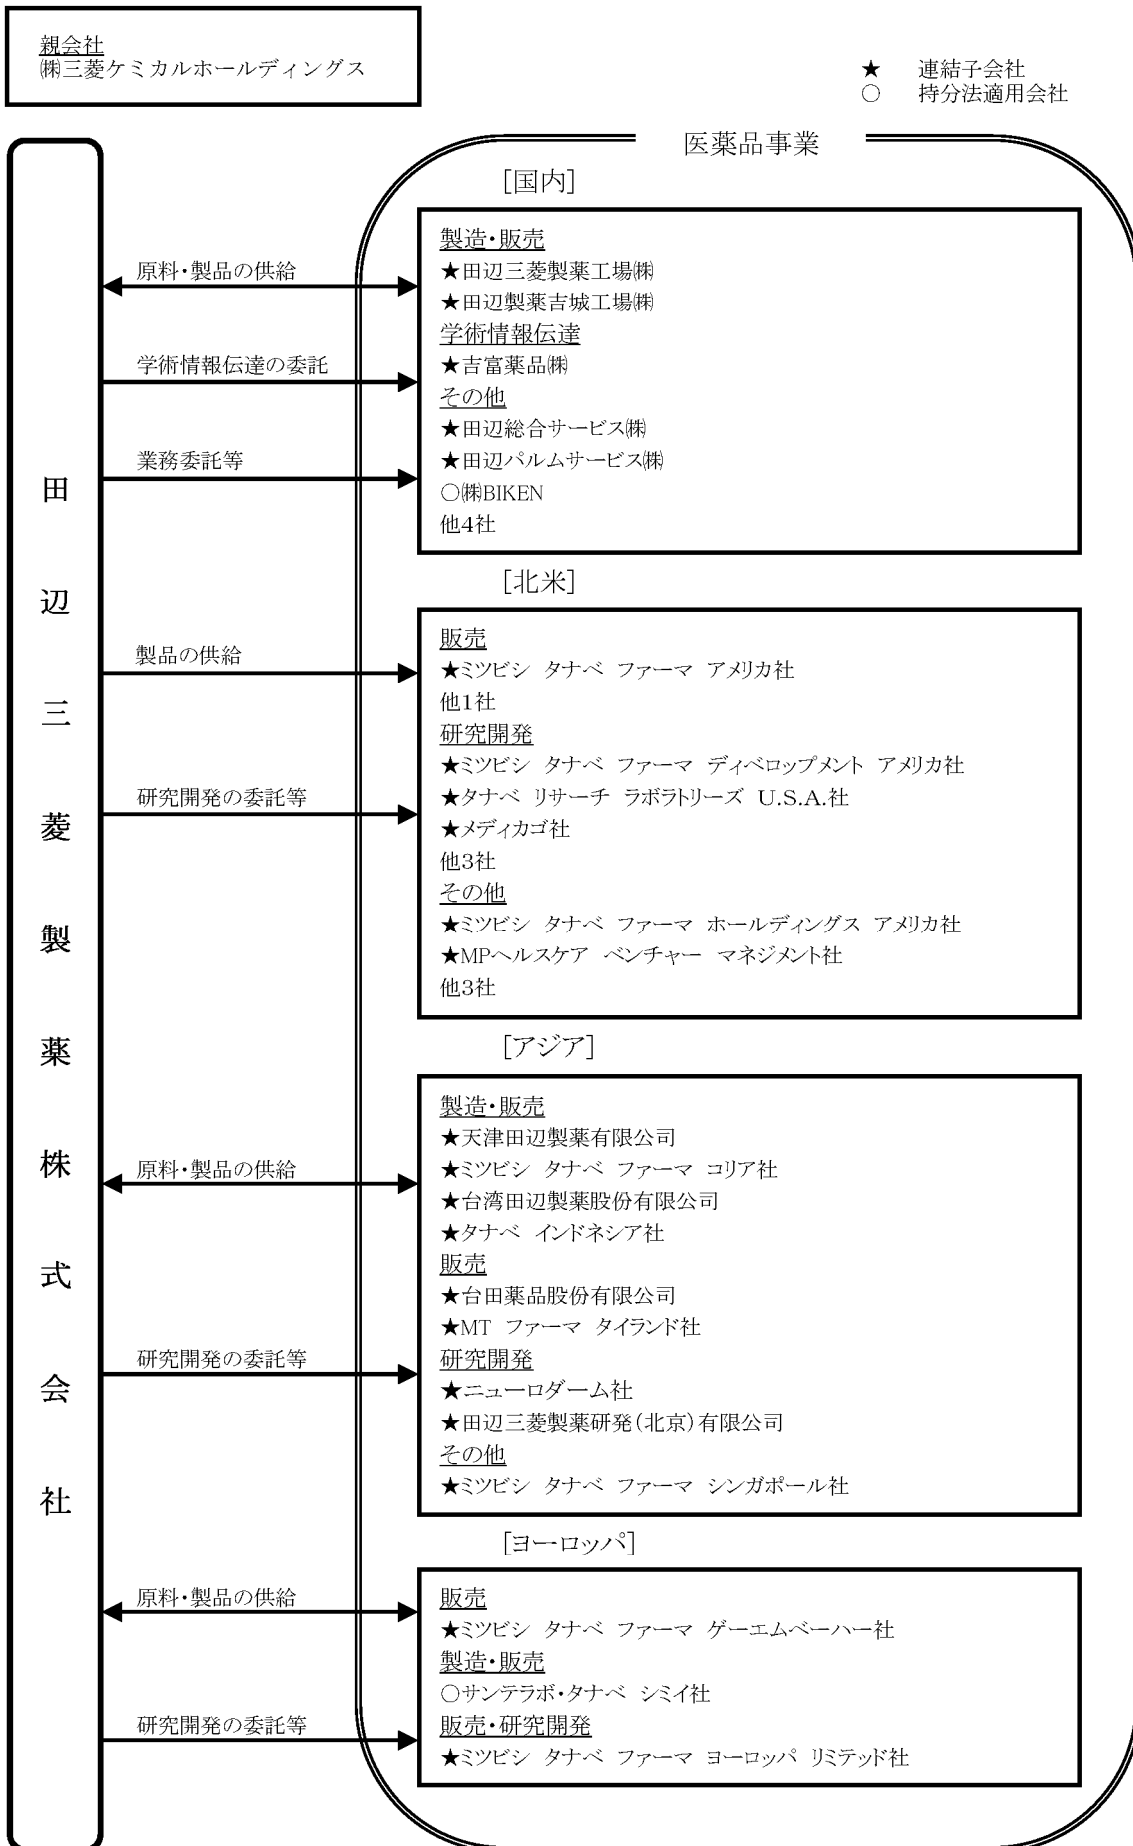 親会社
㈱三菱ケミカルホールディングス
★ 連結子会社
○ 持分法適用会社
田辺三菱製薬株式会社
医薬品事業
[国内]
原料・製品の供給
学術情報伝達の委託
業務委託等
製造・販売
★田辺三菱製薬工場㈱
★田辺製薬吉城工場㈱
学術情報伝達
★吉富薬品㈱
その他
★田辺総合サービス㈱
★田辺パルムサービス㈱
○㈱BIKEN
他4社
[北米]
製品の供給
研究開発の委託等
販売
★ミツビシ タナベ ファーマ アメリカ社
他1社
研究開発
★ミツビシ タナベ ファーマ ディベロップメント アメリカ社
★タナベ リサーチ ラボラトリーズ U.S.A.社
★メディカゴ社
他3社
その他
★ミツビシ タナベ ファーマ ホールディングス アメリカ社
★MPヘルスケア ベンチャー マネジメント社
他3社
[アジア]
原料・製品の供給
研究開発の委託等
製造・販売
★天津田辺製薬有限公司
★ミツビシ タナベ ファーマ コリア社
★台湾田辺製薬股份有限公司
★タナベ インドネシア社
販売
★台田薬品股份有限公司
★MT ファーマ タイランド社
研究開発
★ニューロダーム社
★田辺三菱製薬研発(北京)有限公司
その他
★ミツビシ タナベ ファーマ シンガポール社
[ヨーロッパ]
原料・製品の供給
研究開発の委託等
販売
★ミツビシ タナベ ファーマ ゲーエムベーハー社
製造・販売
○サンテラボ・タナベ シミイ社
販売・研究開発
★ミツビシ タナベ ファーマ ヨーロッパ リミテッド社